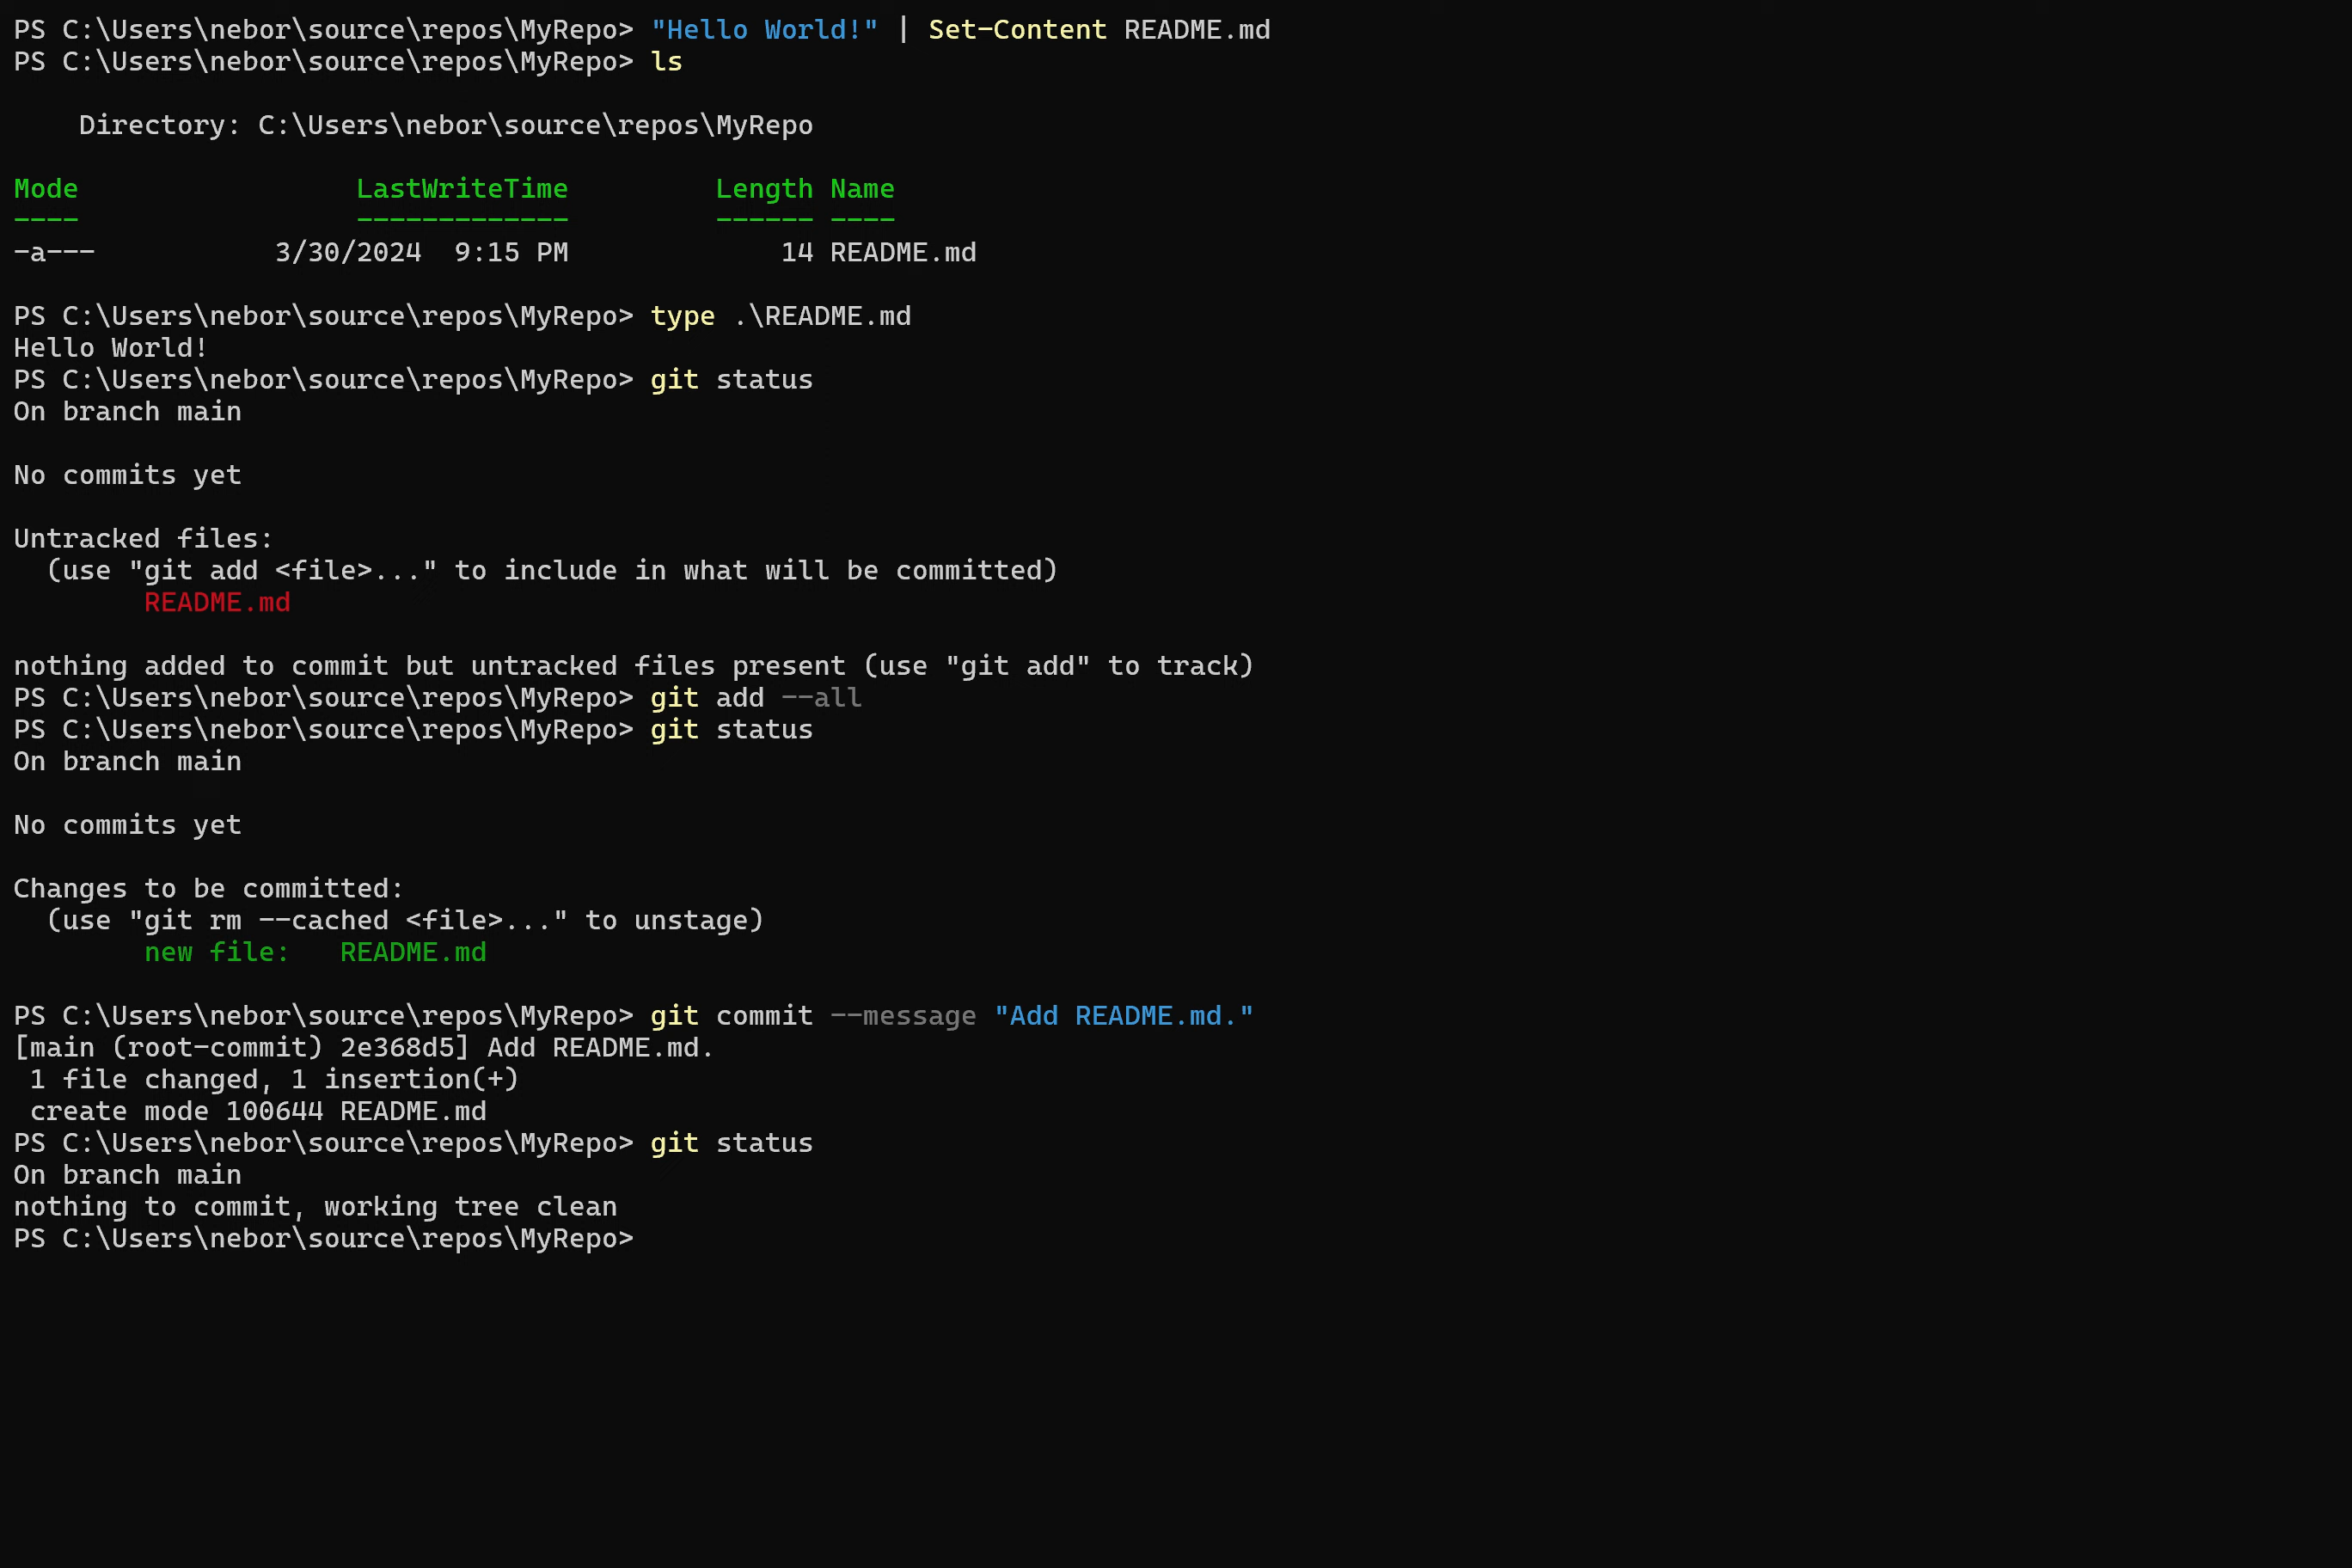 PS C:\Users\nebor\source\repos\MyRepo> "Hello World!" | Set-Content README.md
PS C:\Users\nebor\source\repos\MyRepo> ls

    Directory: C:\Users\nebor\source\repos\MyRepo

Mode                 LastWriteTime         Length Name
----                 -------------         ------ ----
-a---           3/30/2024  9:15 PM             14 README.md

PS C:\Users\nebor\source\repos\MyRepo> type .\README.md
Hello World!
PS C:\Users\nebor\source\repos\MyRepo> git status
On branch main

No commits yet

Untracked files:
  (use "git add <file>..." to include in what will be committed)
        README.md

nothing added to commit but untracked files present (use "git add" to track)
PS C:\Users\nebor\source\repos\MyRepo> git add --all
PS C:\Users\nebor\source\repos\MyRepo> git status
On branch main

No commits yet

Changes to be committed:
  (use "git rm --cached <file>..." to unstage)
        new file:   README.md

PS C:\Users\nebor\source\repos\MyRepo> git commit --message "Add README.md."
[main (root-commit) 2e368d5] Add README.md.
 1 file changed, 1 insertion(+)
 create mode 100644 README.md
PS C:\Users\nebor\source\repos\MyRepo> git status
On branch main
nothing to commit, working tree clean
PS C:\Users\nebor\source\repos\MyRepo>